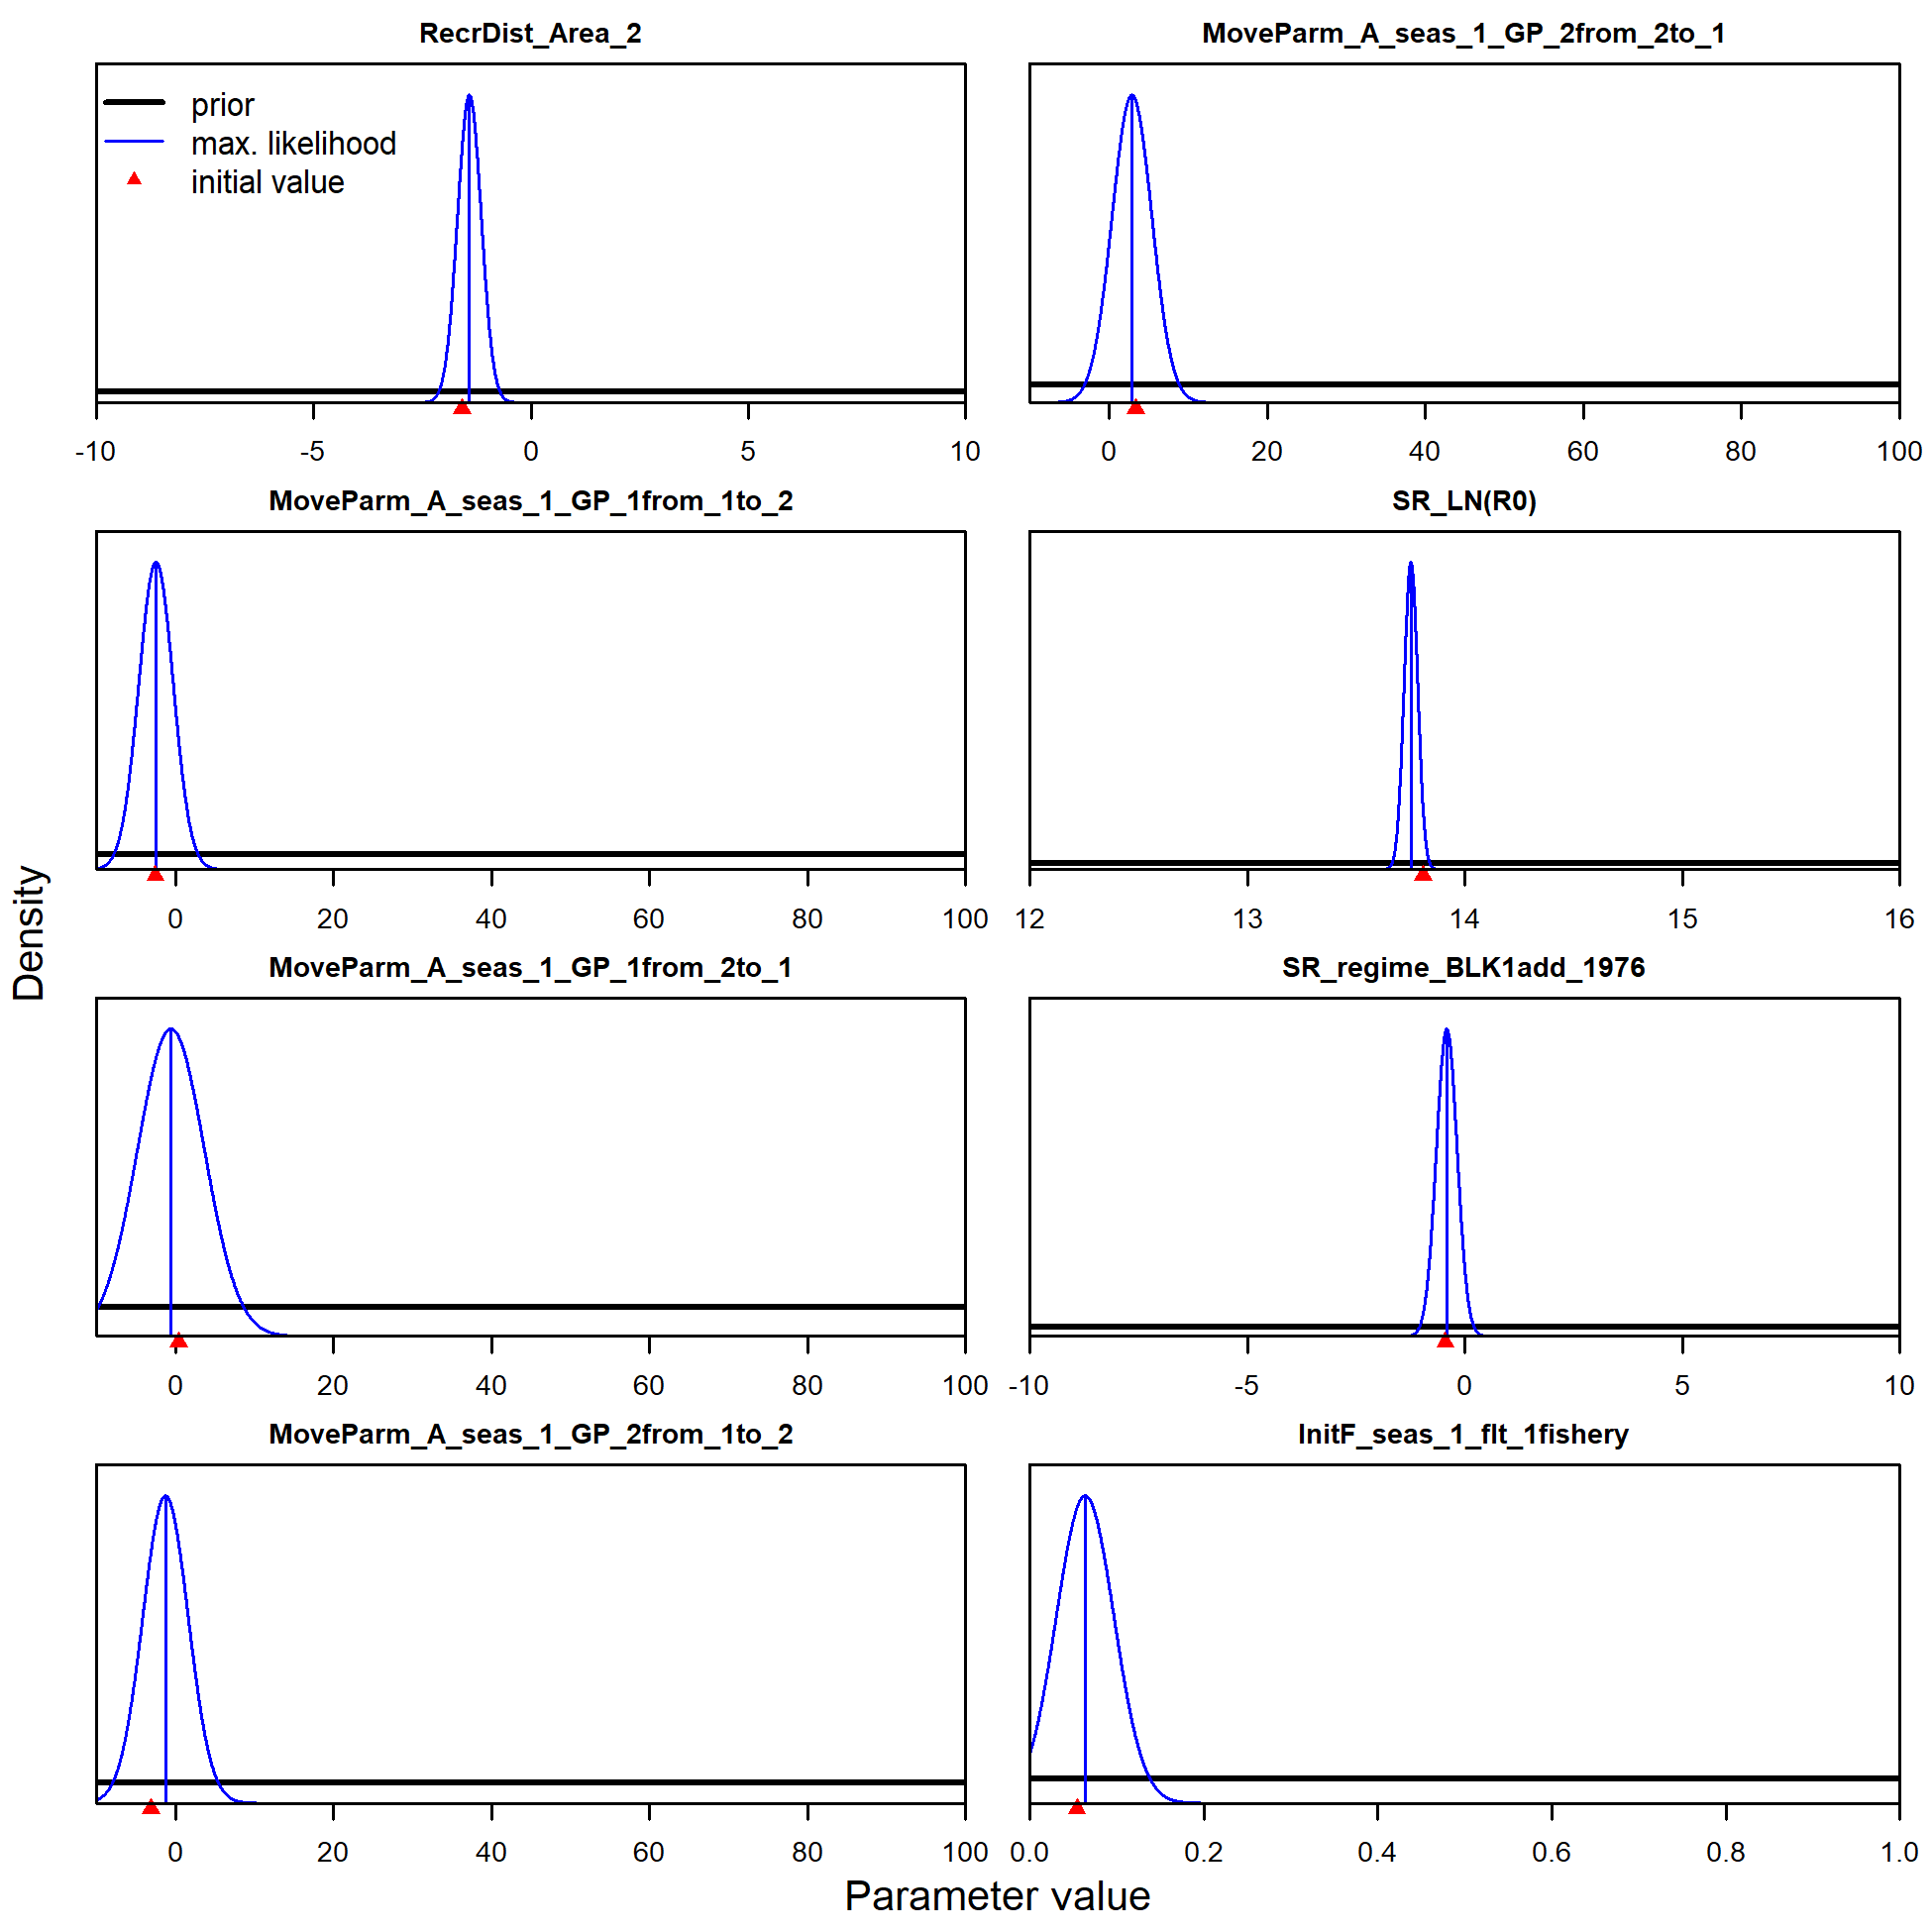 RecrDist_Area_2
prior
max. likelihood
initial value
-10 -5 0 5 10
MoveParm_A_seas_1_GP_2from_2to_1
0 20 40 60 80 100
MoveParm_A_seas_1_GP_1from_1to_2
0 20 40 60 80 100
SR_LN(R0)
12 13 14 15 16
MoveParm_A_seas_1_GP_1from_2to_1
0 20 40 60 80 100
SR_regime_BLK1add_1976
-10 -5 0 5 10
MoveParm_A_seas_1_GP_2from_1to_2
0 20 40 60 80 100
InitF_seas_1_flt_1fishery
0.0 0.2 0.4 0.6 0.8 1.0
Density
Parameter value